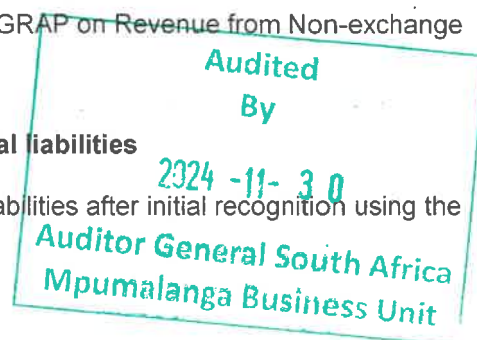 GRAP on Revenue from Non-exchange
Audited
By
al liabilities
2024 -11- 30
abilities after initial recognition using the
Auditor General South Africa
Mpumalanga Business Unit